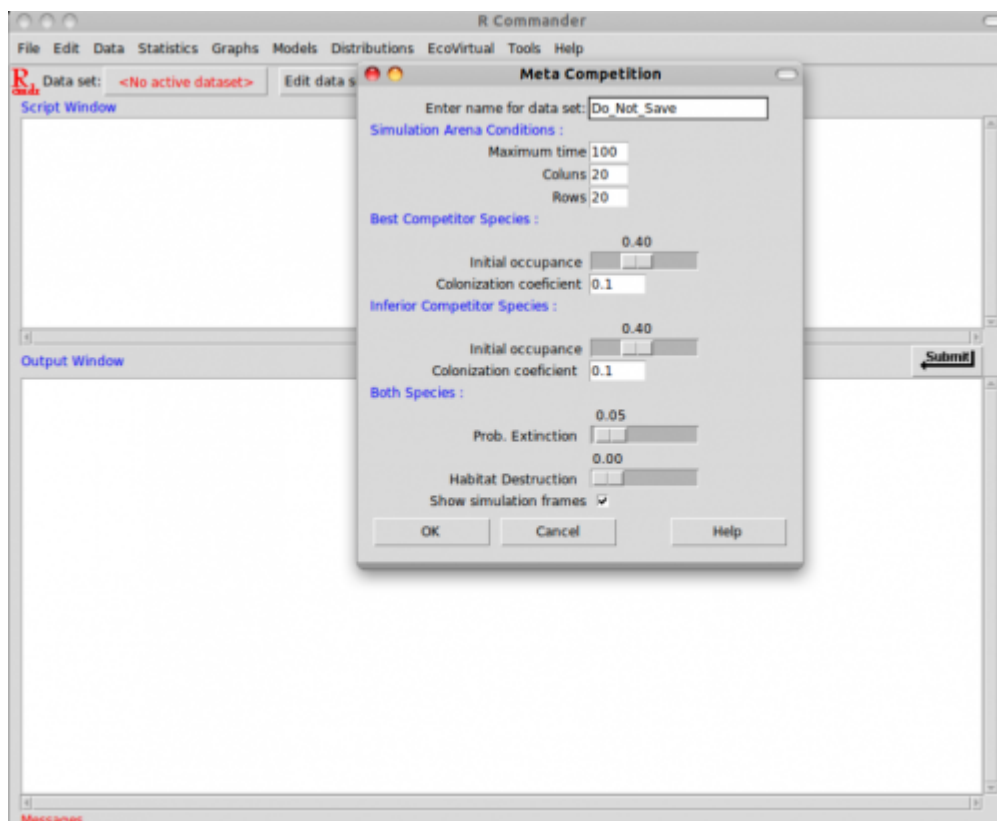 R Commander
File Edit Data Statistics Graphs Models Distributions EcoVirtual Tools Help
R Data set: <No active dataset> Edit data s
Meta Competition
Script Window
Enter name for data set: Do_Not_Save
Simulation Arena Conditions :
Maximum time 100
Coluns 20
Rows 20
Best Competitor Species :
0.40
Initial occupance
Colonization coeficient 0.1
Inferior Competitor Species :
0.40
Initial occupance
Colonization coeficient 0.1
Output Window
Submit
Both Species :
0.05
Prob. Extinction
0.00
Habitat Destruction
Show simulation frames
OK Cancel Help
Messages